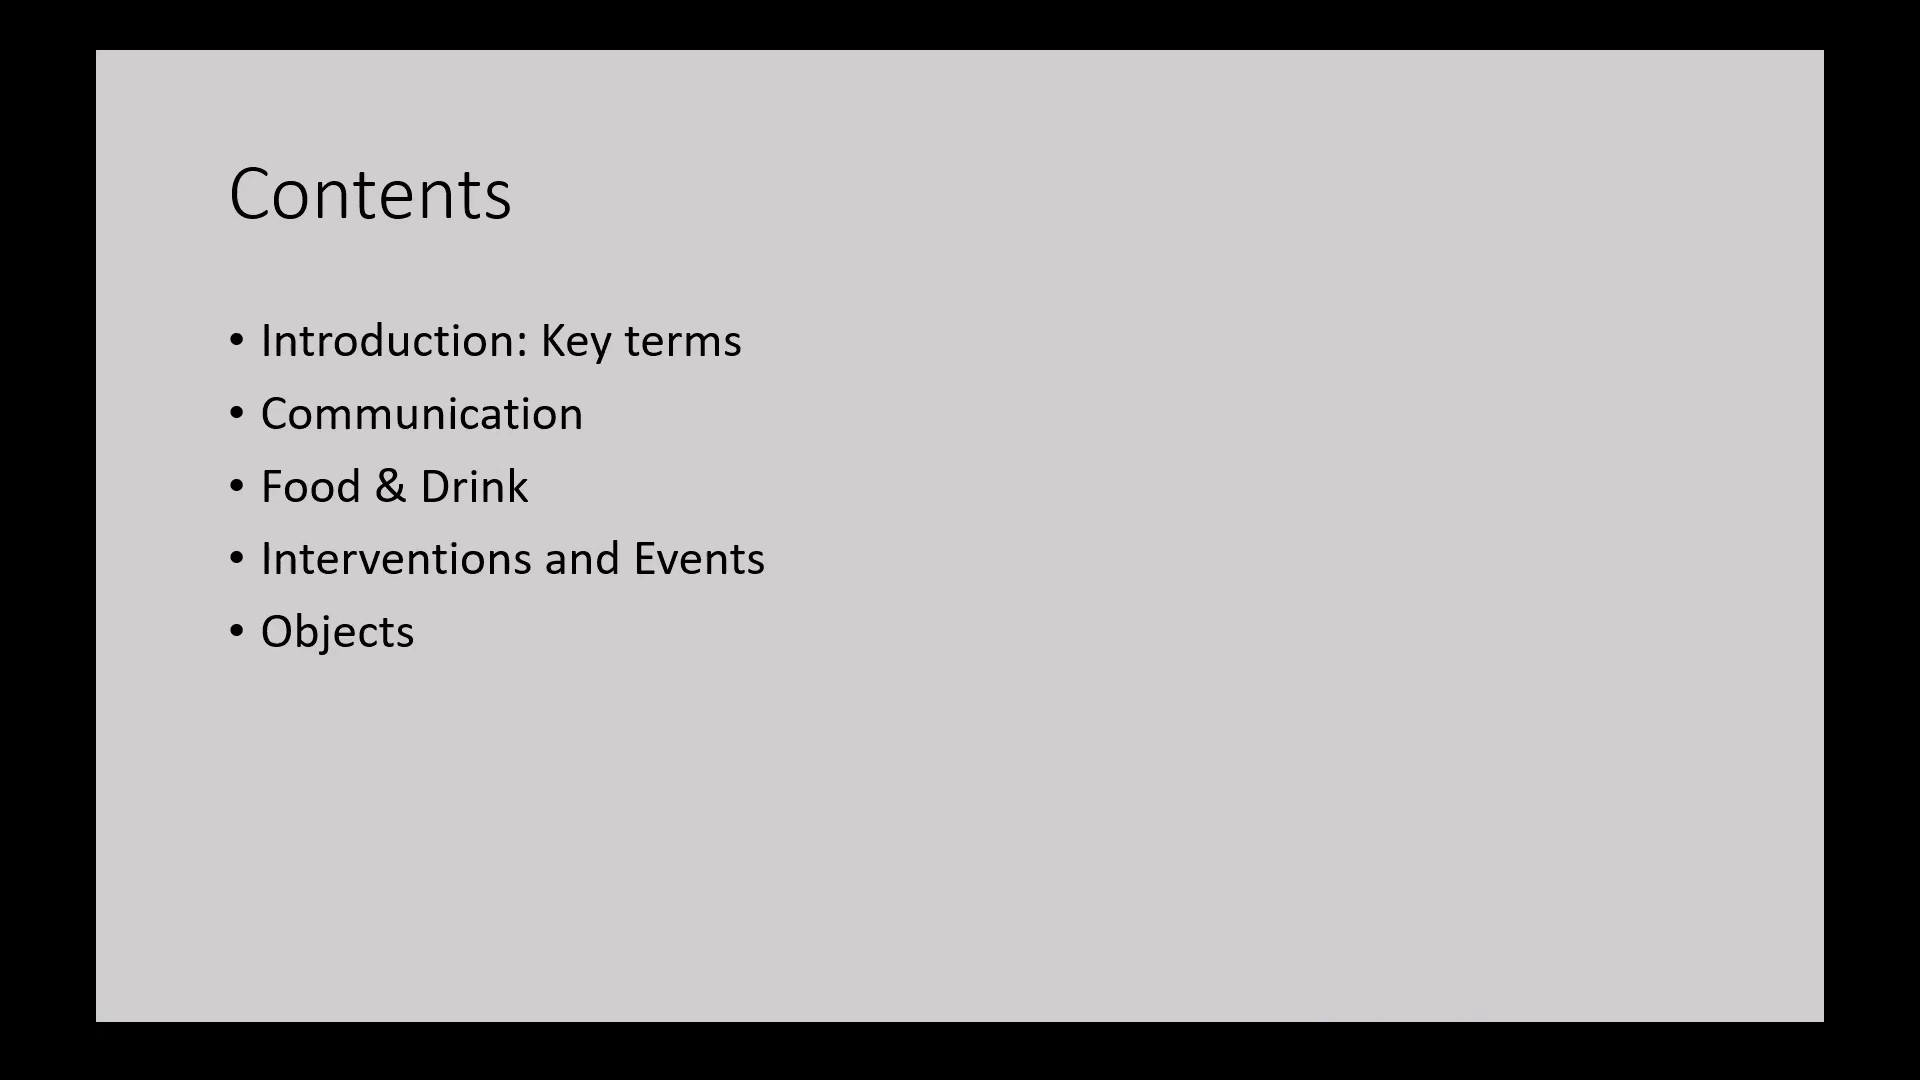 Contents
• Introduction: Key terms
• Communication
• Food & Drink
• Interventions and Events
• Objects